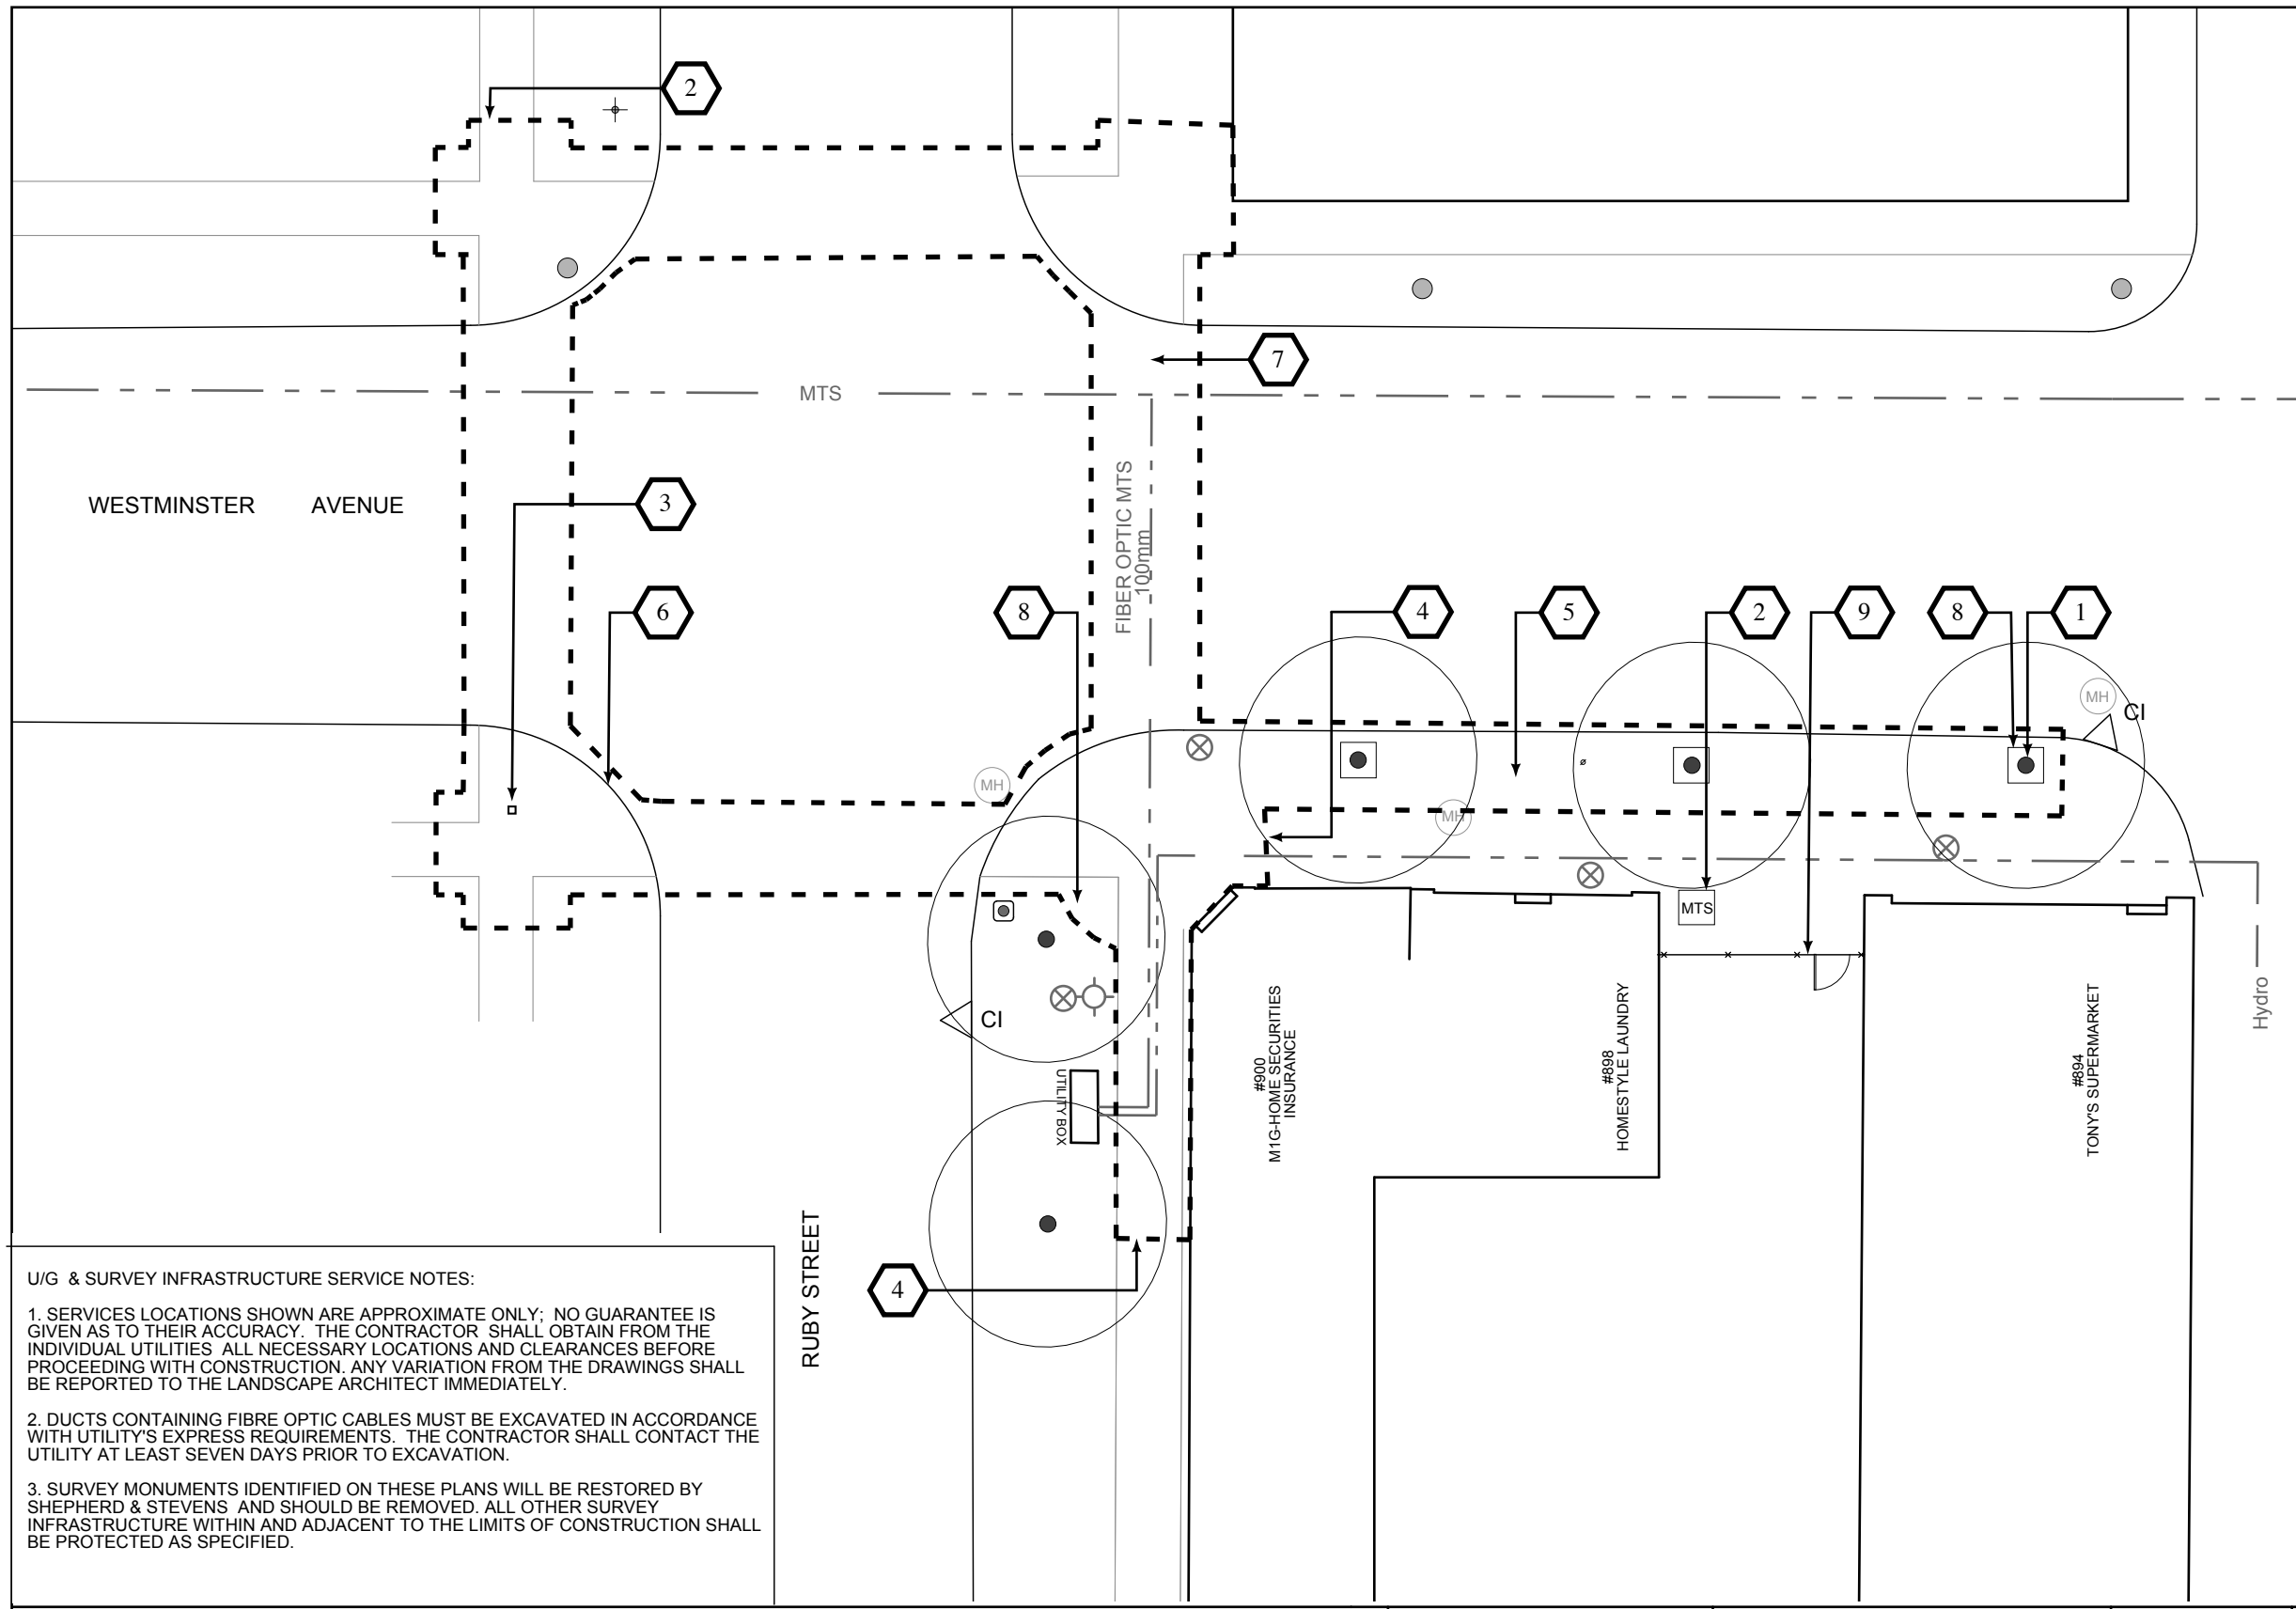 2
7
MTS
WESTMINSTER AVENUE
3
FIBER OPTIC MTS
100mm
6
8
4
5
2
9
8
1
MH
CI
MH
MH
MTS
CI
UTILITY BOX
#900
M1G-HOME SECURITIES
INSURANCE
#898
HOMESTYLE LAUNDRY
#894
TONY'S SUPERMARKET
Hydro
RUBY STREET
4
U/G & SURVEY INFRASTRUCTURE SERVICE NOTES:
1. SERVICES LOCATIONS SHOWN ARE APPROXIMATE ONLY; NO GUARANTEE IS
GIVEN AS TO THEIR ACCURACY. THE CONTRACTOR SHALL OBTAIN FROM THE
INDIVIDUAL UTILITIES ALL NECESSARY LOCATIONS AND CLEARANCES BEFORE
PROCEEDING WITH CONSTRUCTION. ANY VARIATION FROM THE DRAWINGS SHALL
BE REPORTED TO THE LANDSCAPE ARCHITECT IMMEDIATELY.
2. DUCTS CONTAINING FIBRE OPTIC CABLES MUST BE EXCAVATED IN ACCORDANCE
WITH UTILITY'S EXPRESS REQUIREMENTS. THE CONTRACTOR SHALL CONTACT THE
UTILITY AT LEAST SEVEN DAYS PRIOR TO EXCAVATION.
3. SURVEY MONUMENTS IDENTIFIED ON THESE PLANS WILL BE RESTORED BY
SHEPHERD & STEVENS AND SHOULD BE REMOVED. ALL OTHER SURVEY
INFRASTRUCTURE WITHIN AND ADJACENT TO THE LIMITS OF CONSTRUCTION SHALL
BE PROTECTED AS SPECIFIED.